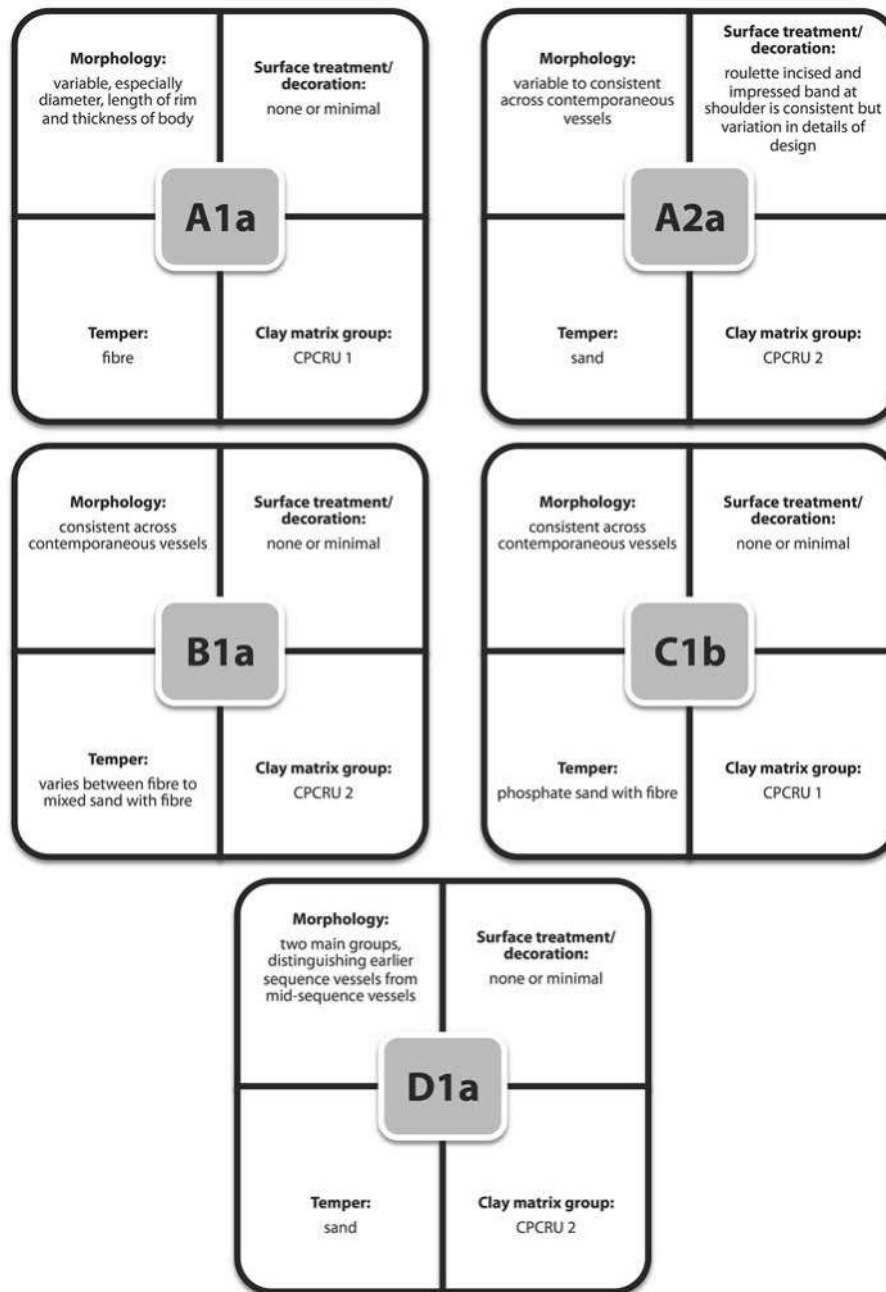 Morphology:
variable, especially
diameter, length of rim
and thickness of body
Surface treatment/
decoration:
none or minimal
A1a
Temper:
fibre
Clay matrix group:
CPCRU 1
Morphology:
variable to consistent
across contemporaneous
vessels
Surface treatment/
decoration:
roulette incised and
impressed band at
shoulder is consistent but
variation in details of
design
A2a
Temper:
sand
Clay matrix group:
CPCRU 2
Morphology:
consistent across
contemporaneous vessels
Surface treatment/
decoration:
none or minimal
B1a
Temper:
varies between fibre to
mixed sand with fibre
Clay matrix group:
CPCRU 2
Morphology:
consistent across
contemporaneous vessels
Surface treatment/
decoration:
none or minimal
C1b
Temper:
phosphate sand with fibre
Clay matrix group:
CPCRU 1
Morphology:
two main groups,
distinguishing earlier
sequence vessels from
mid-sequence vessels
Surface treatment/
decoration:
none or minimal
D1a
Temper:
sand
Clay matrix group:
CPCRU 2